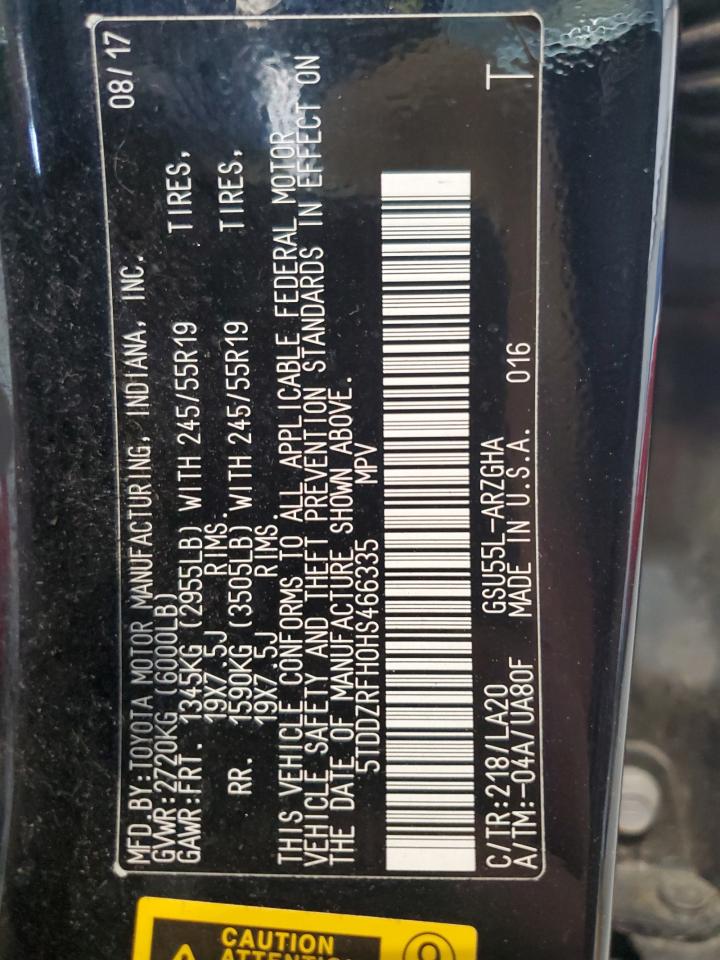 MFD.BY:TOYOTA MOTOR MANUFACTURING, INDIANA, INC. 08/17
GVWR:2720KG (6000LB)
GAWR:FRT. 1345KG (2955LB) WITH 245/55R19 TIRES,
19X7.5J RIMS.
RR. 1590KG (3505LB) WITH 245/55R19 TIRES,
19X7.5J RIMS.
THIS VEHICLE CONFORMS TO ALL APPLICABLE FEDERAL MOTOR
VEHICLE SAFETY AND THEFT PREVENTION STANDARDS IN EFFECT ON
THE DATE OF MANUFACTURE SHOWN ABOVE.
5TDDZRFH0HS466335 MPV
C/TR:218/LA20 GSU55L-ARZGHA
A/TM:-04A/UA80F MADE IN U.S.A. 016 T
CAUTION